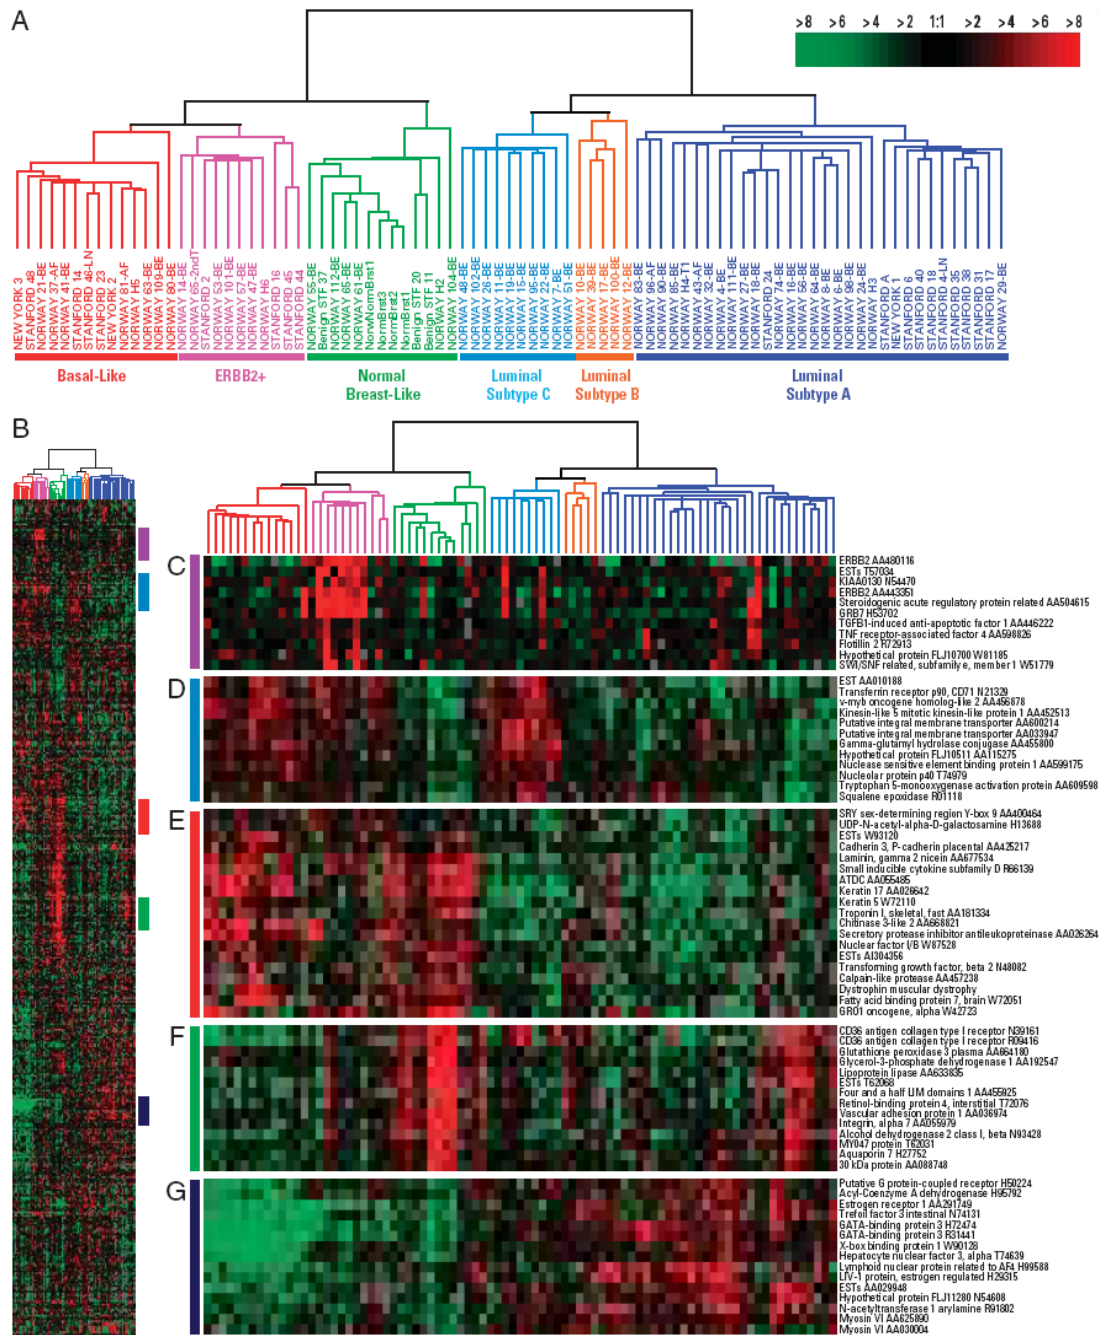 A
>8 >6 >4 >2 1:1 >2 >4 >6 >8
NEW YORK 3
STANFORD 48
NORWAY 21-BE
NORWAY 37-AF
NORWAY 41-BE
STANFORD 14
STANFORD 46-LN
STANFORD 23
NEW YORK 2
NORWAY 81-AF
NORWAY H5
NORWAY 63-BE
NORWAY 109-BE
NORWAY 80-BE
NORWAY 14-BE
NORWAY 65-2ndT
STANFORD 2
NORWAY 53-BE
NORWAY 101-BE
NORWAY 57-BE
NORWAY 47-BE
NORWAY H6
STANFORD 16
STANFORD 45
STANFORD 44
NORWAY 55-BE
Benign STF 37
NORWAY 112-BE
NORWAY 65-BE
NORWAY 61-BE
NorwNormBrst1
NormBrst3
NormBrst2
NormBrst1
Benign STF 20
Benign STF 11
NORWAY H2
NORWAY 104-BE
NORWAY 48-BE
NORWAY 102-BE
NORWAY 26-BE
NORWAY 11-BE
NORWAY 19-BE
NORWAY 15-BE
NORWAY 95-BE
NORWAY 22-BE
NORWAY 7-BE
NORWAY 51-BE
NORWAY 10-BE
NORWAY 39-BE
NORWAY 17-BE
NORWAY 100-BE
NORWAY 12-BE
NORWAY 83-BE
NORWAY 96-AF
NORWAY 90-BE
NORWAY 85-BE
NORWAY H4-T1
NORWAY 43-AF
NORWAY 32-BE
NORWAY 4-BE
NORWAY 111-BE
NORWAY 16-BE
NORWAY 18-BE
STANFORD 24
NORWAY 74-BE
NORWAY 16-BE
NORWAY 56-BE
NORWAY 64-BE
NORWAY 27-BE
NORWAY 6-BE
NORWAY 98-BE
NORWAY 24-BE
NORWAY H3
STANFORD A
NEW YORK 1
STANFORD 6
STANFORD 40
STANFORD 18
STANFORD 4-LN
STANFORD 35
STANFORD 38
STANFORD 31
STANFORD 17
NORWAY 29-BE
Basal-Like
ERBB2+
Normal
Breast-Like
Luminal
Subtype C
Luminal
Subtype B
Luminal
Subtype A
B
C
ERBB2 AA480116
ESTs T57034
KIAA0130 N54470
ERBB2 AA443351
Steroidogenic acute regulatory protein related AA504615
GRB7 H53702
TGFB1-induced anti-apoptotic factor 1 AA446222
TNF receptor-associated factor 4 AA598826
Flotillin 2 R72913
Hypothetical protein FLJ10700 W81185
SWI/SNF related, subfamily e, member 1 W51779
D
EST AA010188
Transferrin receptor p90, CD71 N21329
v-myb oncogene homolog-like 2 AA456878
Kinesin-like 5 mitotic kinesin-like protein 1 AA452513
Putative integral membrane transporter AA600214
Putative integral membrane transporter AA033947
Gamma-glutamyl hydrolase conjugase AA455800
Hypothetical protein FLJ10511 AA115275
Nuclease sensitive element binding protein 1 AA599175
Nucleolar protein p40 T74979
Tryptophan 5-monooxygenase activation protein AA609598
Squalene epoxidase R01118
E
SRY sex-determining region Y-box 9 AA400464
UDP-N-acetyl-alpha-D-galactosamine H13688
ESTs W93120
Cadherin 3, P-cadherin placental AA425217
Laminin, gamma 2 nicein AA677534
Small inducible cytokine subfamily D R66139
ATDC AA055485
Keratin 17 AA026642
Keratin 5 W72110
Troponin I, skeletal, fast AA181334
Chitinase 3-like 2 AA668821
Secretory protease inhibitor antileukoproteinase AA026264
Nuclear factor I/B W87528
ESTs AI304356
Transforming growth factor, beta 2 N48082
Calpain-like protease AA457238
Dystrophin muscular dystrophy
Fatty acid binding protein 7, brain W72051
GRO1 oncogene, alpha W42723
F
CD36 antigen collagen type I receptor N39161
CD36 antigen collagen type I receptor R09416
Glutathione peroxidase 3 plasma AA664180
Glycerol-3-phosphate dehydrogenase 1 AA192547
Lipoprotein lipase AA633835
ESTs T62068
Four and a half LIM domains 1 AA455925
Retinol-binding protein 4, interstitial T72076
Vascular adhesion protein 1 AA036974
Integrin, alpha 7 AA055979
Alcohol dehydrogenase 2 class I, beta N93428
MY047 protein T62031
Aquaporin 7 H27752
30 kDa protein AA088748
G
Putative G protein-coupled receptor H50224
Acyl-Coenzyme A dehydrogenase H95792
Estrogen receptor 1 AA291749
Trefoil factor 3 intestinal N74131
GATA-binding protein 3 H72474
GATA-binding protein 3 R31441
X-box binding protein 1 W90128
Hepatocyte nuclear factor 3, alpha T74639
Lymphoid nuclear protein related to AF4 H99588
LIV-1 protein, estrogen regulated H29315
ESTs AA029948
Hypothetical protein FLJ11280 N54608
N-acetyltransferase 1 arylamine R91802
Myosin VI AA625890
Myosin VI AA030004